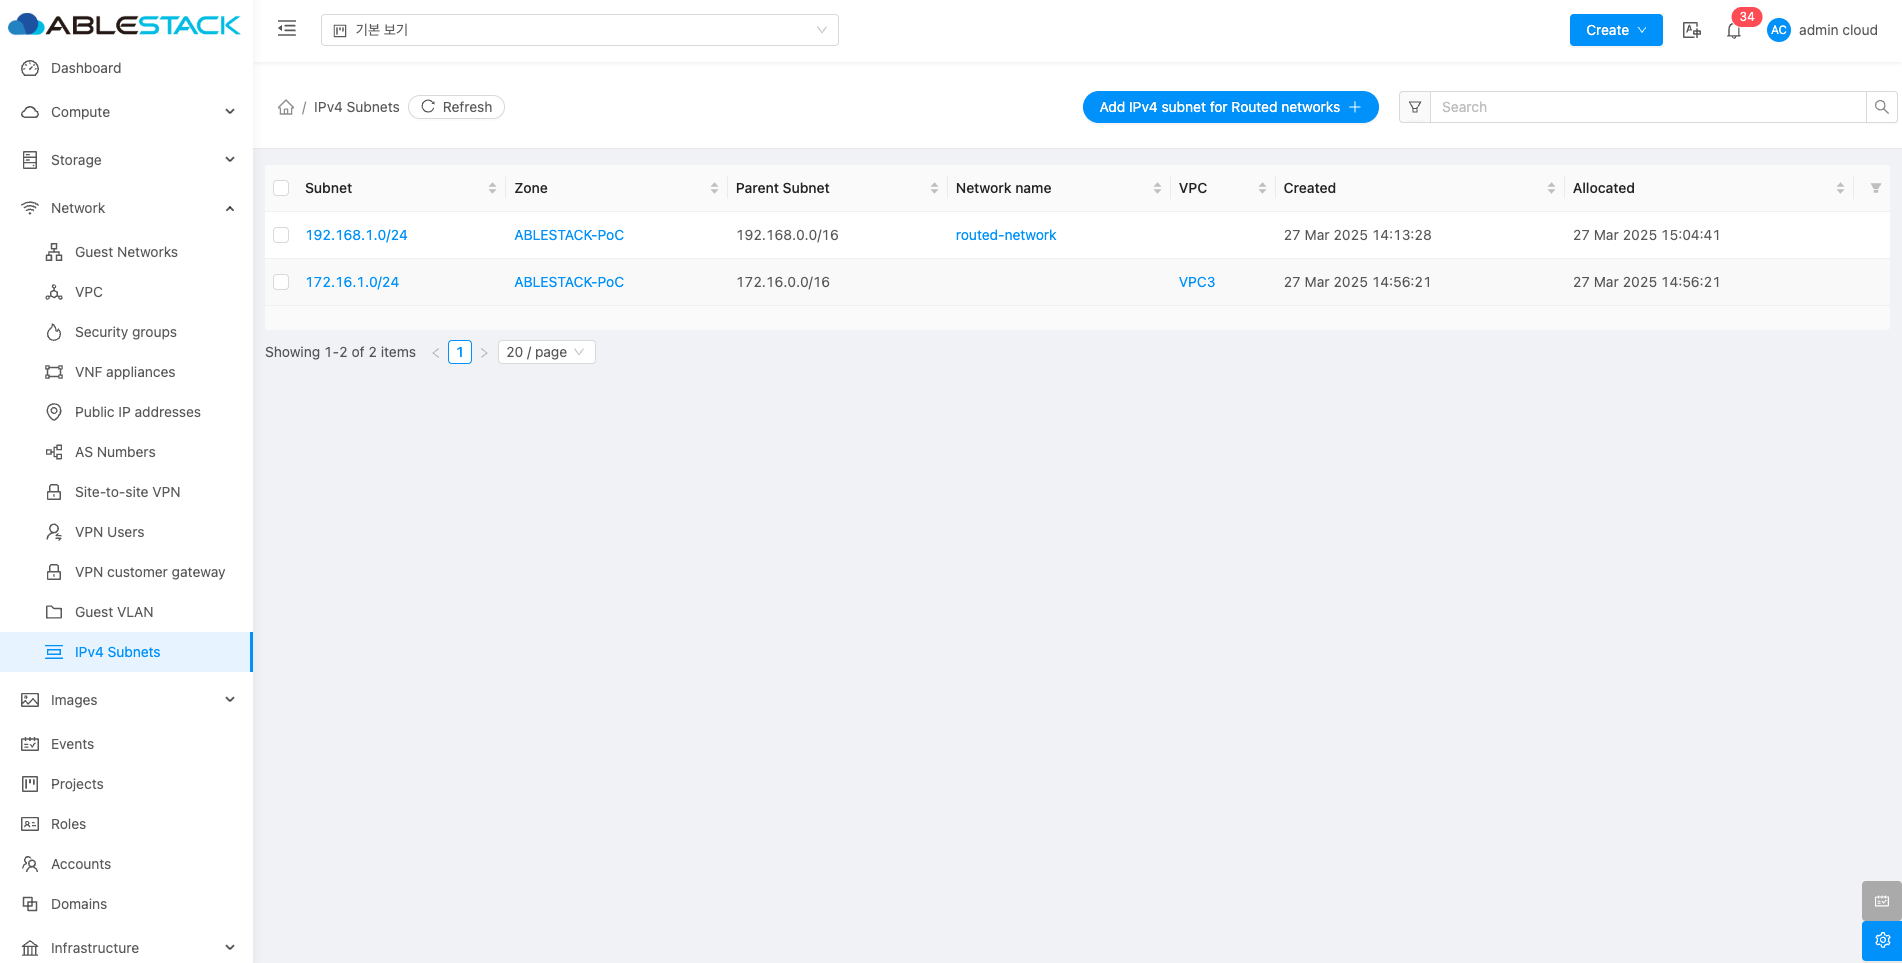 ABLESTACK
기본 보기
Create
34
AC
admin cloud
Dashboard
Compute
Storage
Network
Guest Networks
VPC
Security groups
VNF appliances
Public IP addresses
AS Numbers
Site-to-site VPN
VPN Users
VPN customer gateway
Guest VLAN
IPv4 Subnets
Images
Events
Projects
Roles
Accounts
Domains
Infrastructure
/ IPv4 Subnets Refresh
Add IPv4 subnet for Routed networks
Search
Subnet Zone Parent Subnet Network name VPC Created Allocated
192.168.1.0/24 ABLESTACK-PoC 192.168.0.0/16 routed-network 27 Mar 2025 14:13:28 27 Mar 2025 15:04:41
172.16.1.0/24 ABLESTACK-PoC 172.16.0.0/16 VPC3 27 Mar 2025 14:56:21 27 Mar 2025 14:56:21
Showing 1-2 of 2 items < 1 > 20 / page